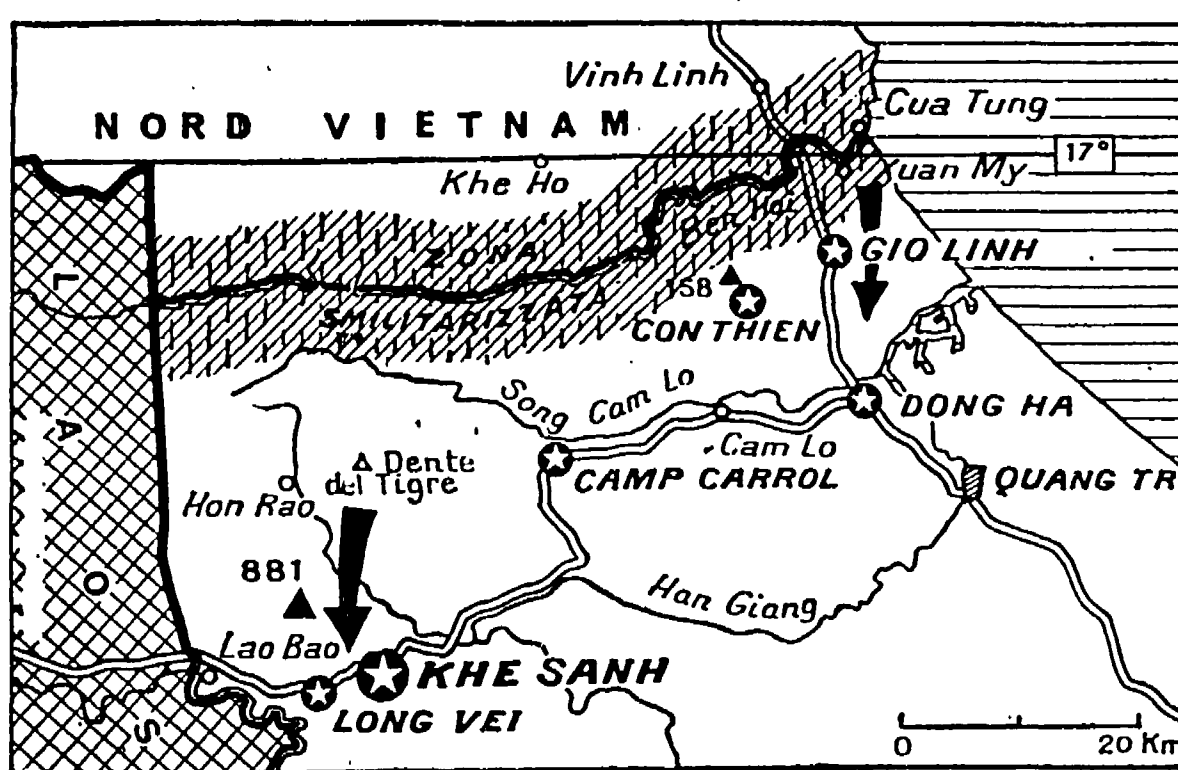 Vinh Linh
Cua Tung
NORD VIETNAM
17°
Khe Ho
uan My
Ben Hai
ZONA
GIO LINH
LAOS
158
SMILITARIZZATA
CON THIEN
Song Cam Lo
DONG HA
Cam Lo
Dente
del Tigre
CAMP CARROL
QUANG TR
Hon Rao
881
Han Giang
Lao Bao
KHE SANH
LONG VEI
0 20 Km